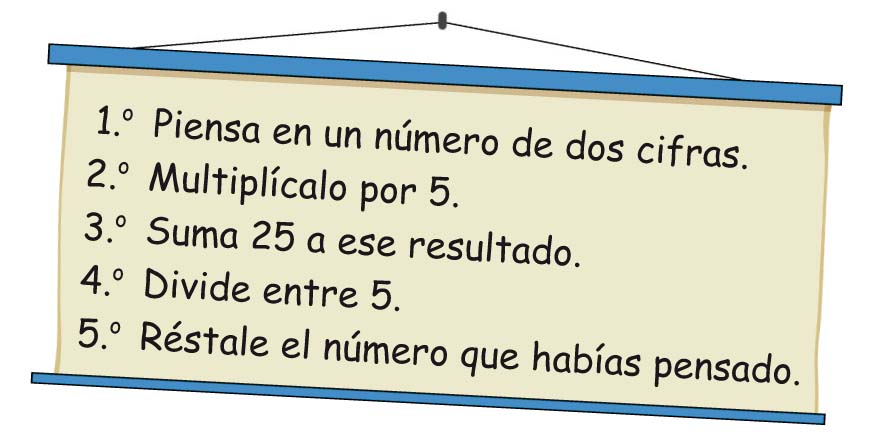 1.º Piensa en un número de dos cifras.
2.º Multiplícalo por 5.
3.º Suma 25 a ese resultado.
4.º Divide entre 5.
5.º Réstale el número que habías pensado.